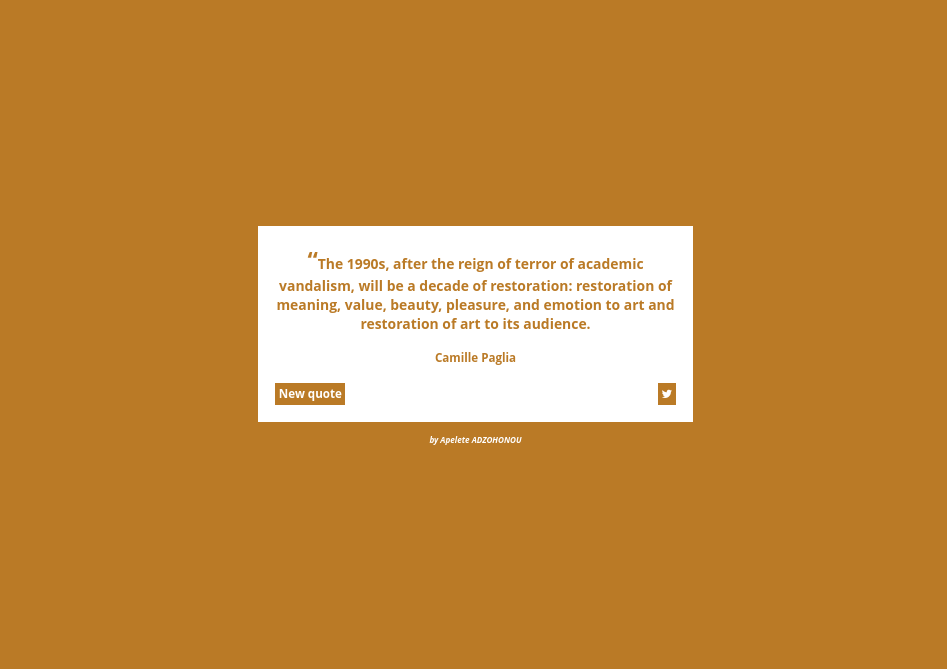 “The 1990s, after the reign of terror of academic
vandalism, will be a decade of restoration: restoration of
meaning, value, beauty, pleasure, and emotion to art and
restoration of art to its audience.
Camille Paglia
New quote
by Apelete ADZOHONOU